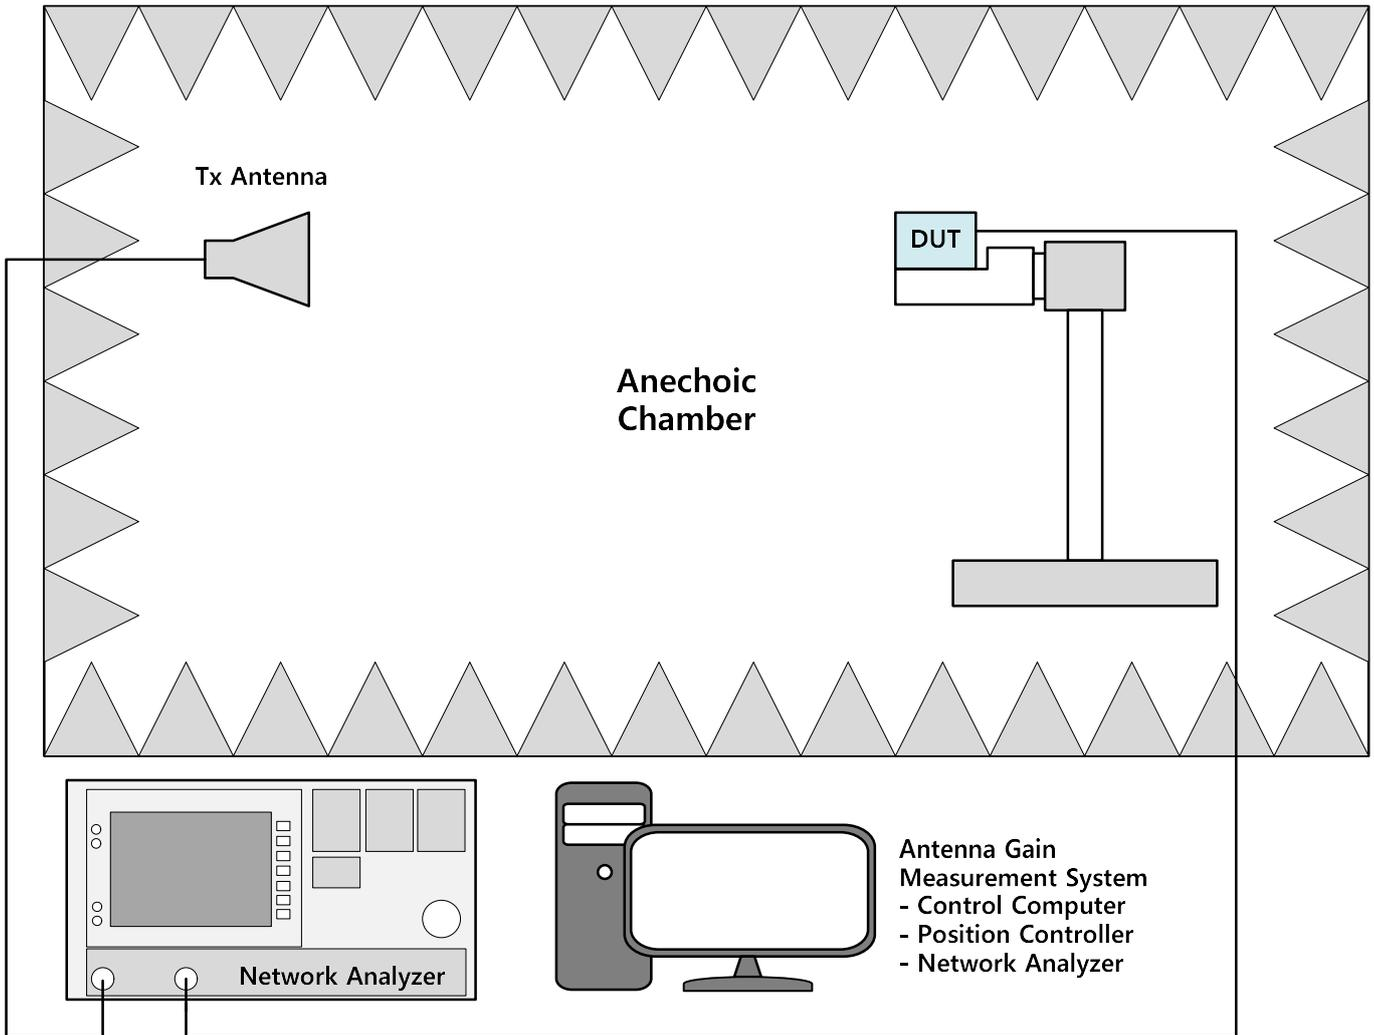 Tx Antenna
DUT
Anechoic
Chamber
Network Analyzer
Antenna Gain
Measurement System
- Control Computer
- Position Controller
- Network Analyzer